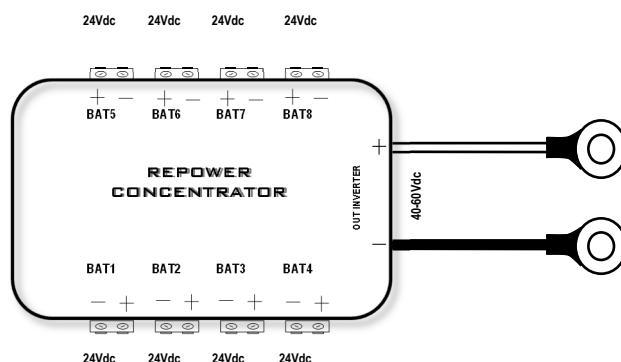 24Vdc 24Vdc 24Vdc 24Vdc
+ − + − + − + −
BAT5 BAT6 BAT7 BAT8
+
REPOWER
CONCENTRATOR
OUT INVERTER
40-60Vdc
−
BAT1 BAT2 BAT3 BAT4
− + − + − + − +
24Vdc 24Vdc 24Vdc 24Vdc